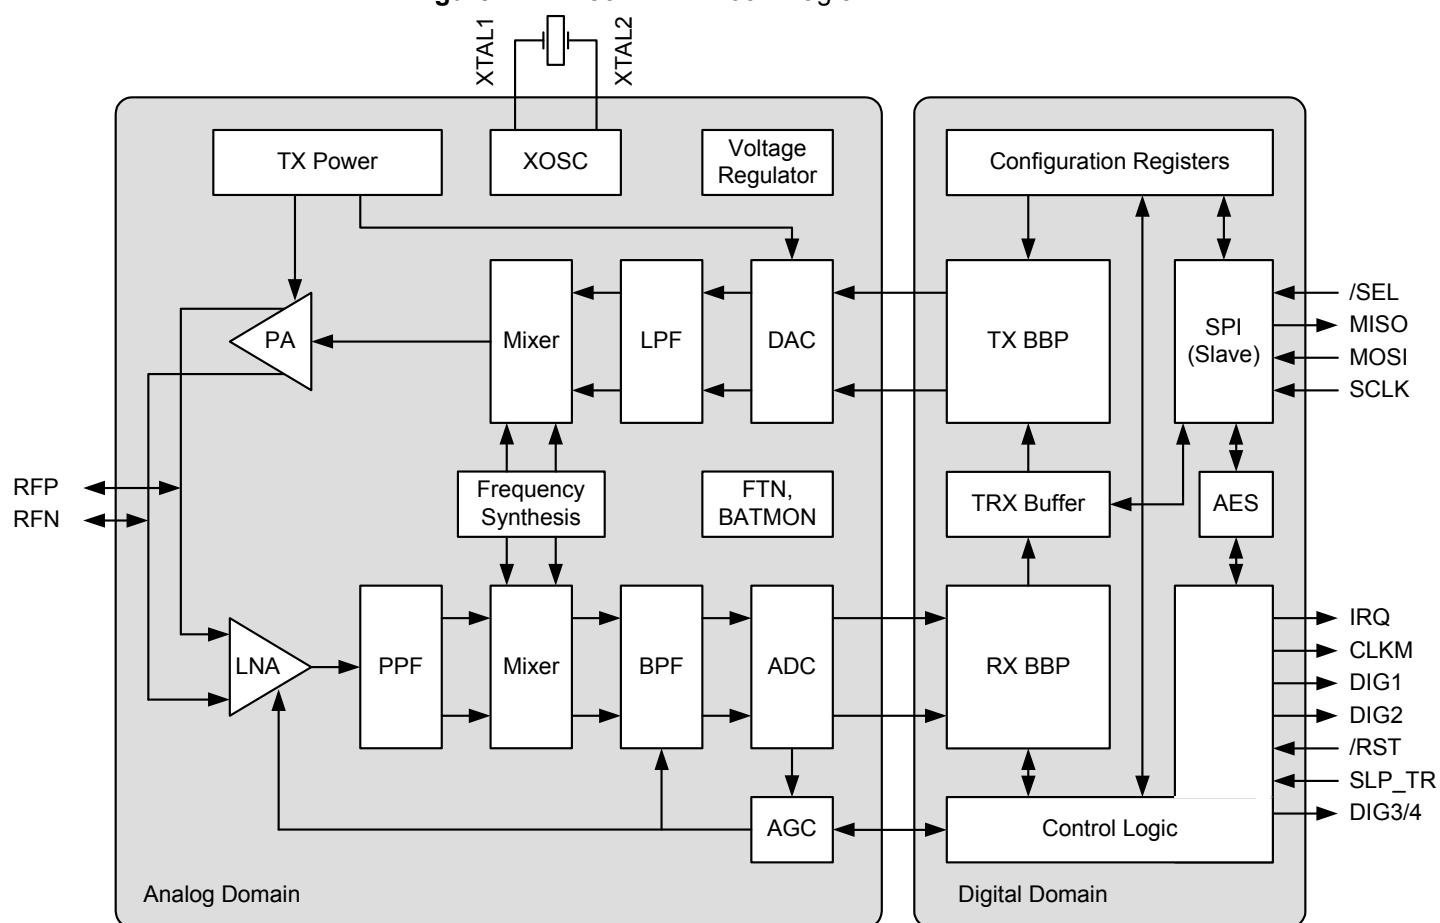 XTAL1
XTAL2
TX Power
XOSC
Voltage
Regulator
Configuration Registers
PA
Mixer
LPF
DAC
TX BBP
SPI
(Slave)
/SEL
MISO
MOSI
SCLK
RFP
RFN
Frequency
Synthesis
FTN,
BATMON
TRX Buffer
AES
LNA
PPF
Mixer
BPF
ADC
RX BBP
IRQ
CLKM
DIG1
DIG2
/RST
SLP_TR
DIG3/4
AGC
Control Logic
Analog Domain
Digital Domain